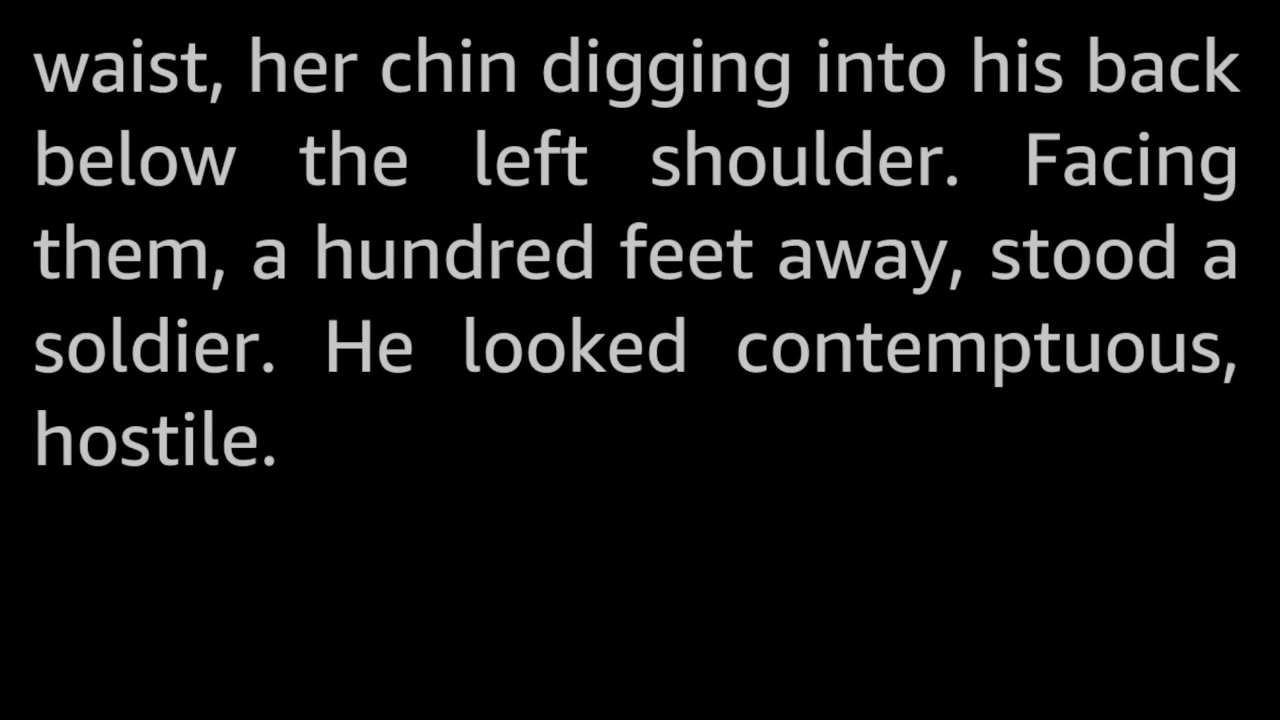 waist, her chin digging into his back
below the left shoulder. Facing
them, a hundred feet away, stood a
soldier. He looked contemptuous,
hostile.